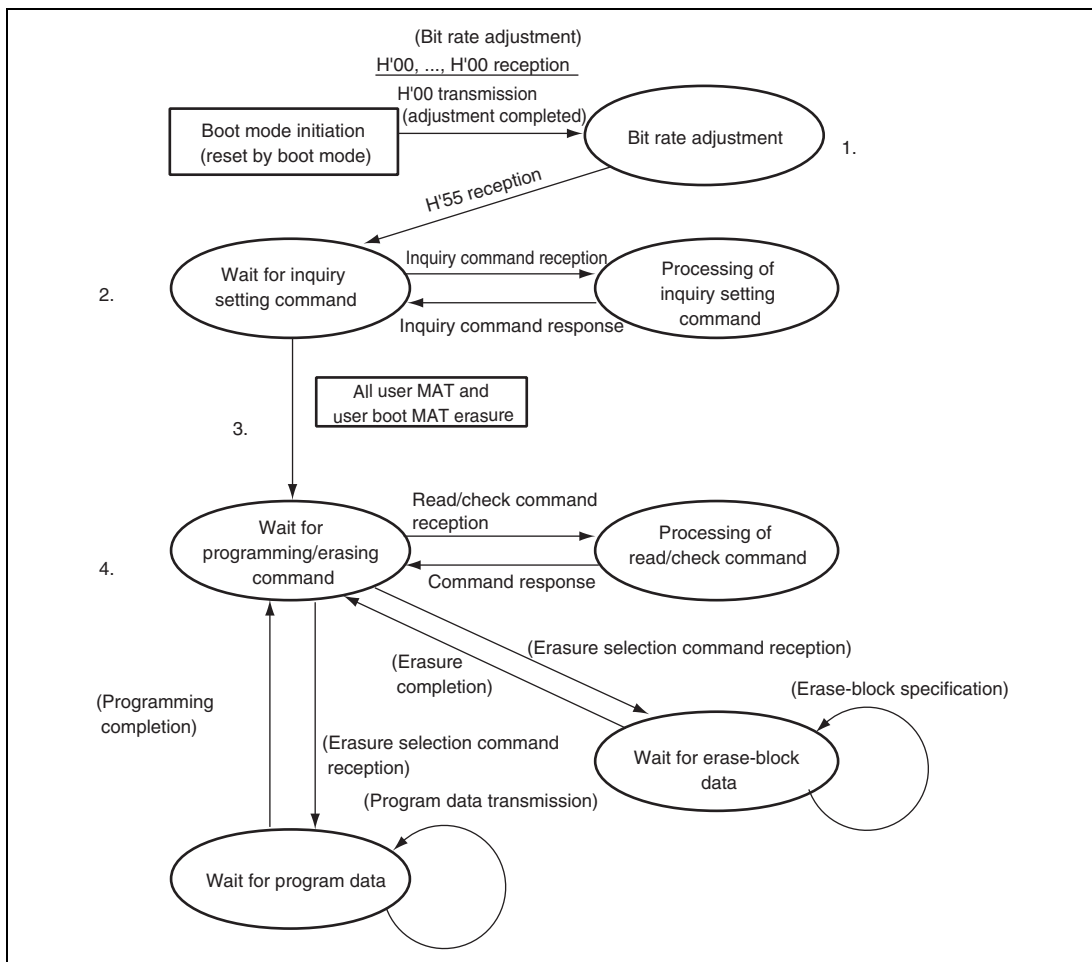 (Bit rate adjustment)
H'00, ..., H'00 reception
H'00 transmission
(adjustment completed)
Boot mode initiation
(reset by boot mode)
Bit rate adjustment
1.
H'55 reception
2.
Wait for inquiry
setting command
Inquiry command reception
Inquiry command response
Processing of
inquiry setting
command
All user MAT and
user boot MAT erasure
3.
4.
Wait for
programming/erasing
command
Read/check command
reception
Command response
Processing of
read/check command
(Erasure selection command reception)
(Erasure
completion)
(Erase-block specification)
(Programming
completion)
(Erasure selection command
reception)
Wait for erase-block
data
(Program data transmission)
Wait for program data